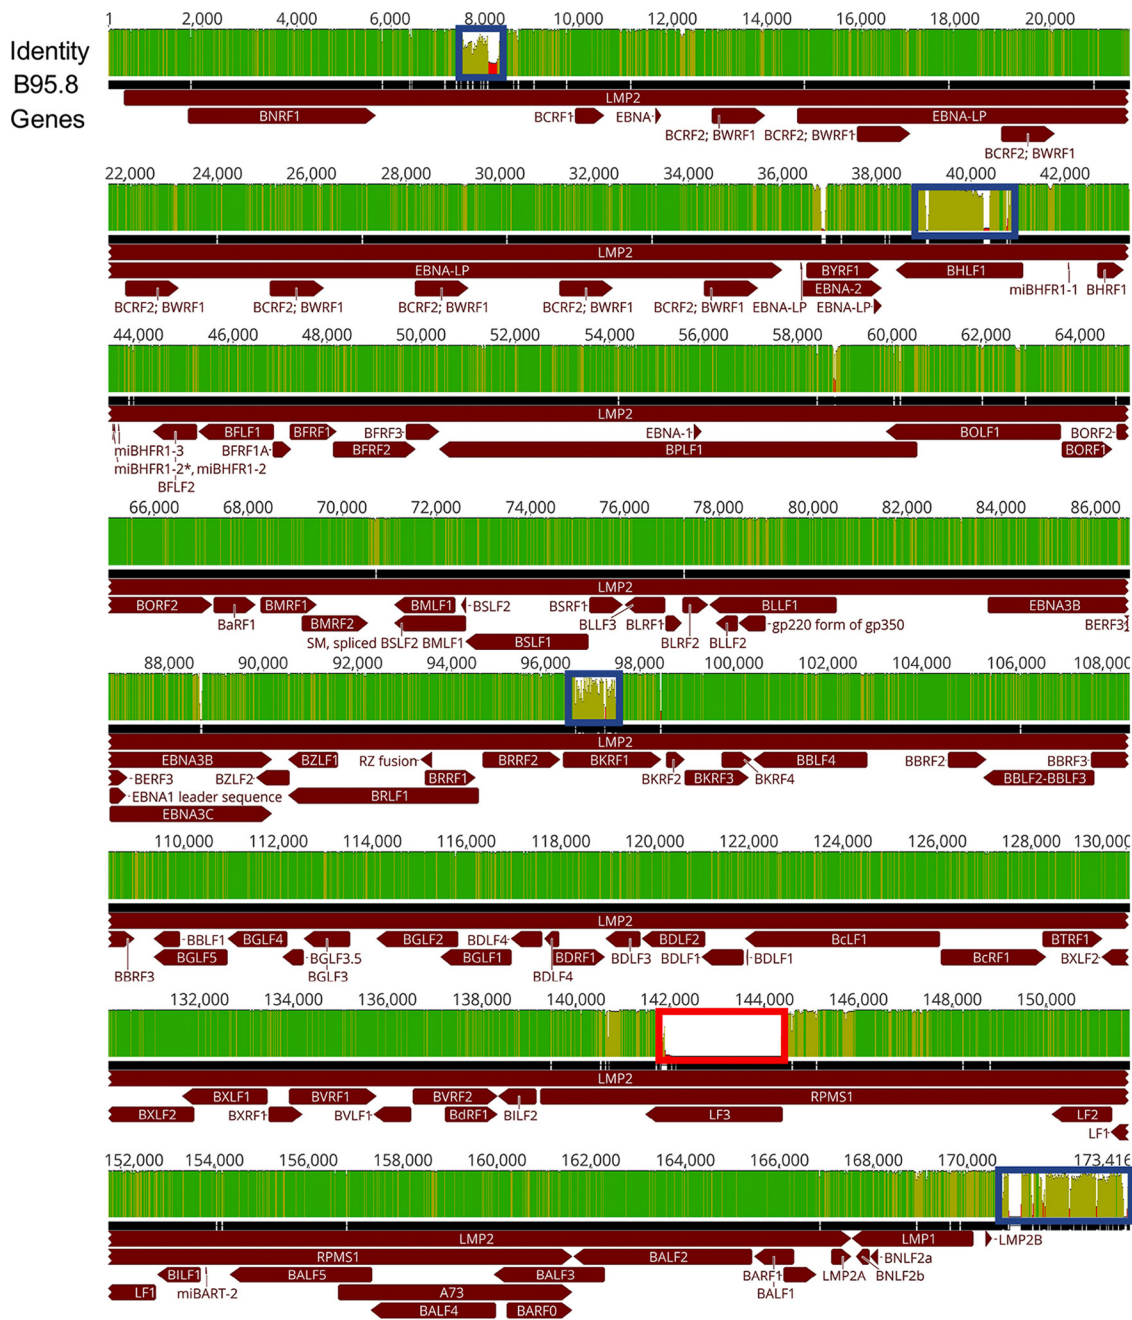 1 2,000 4,000 6,000 8,000 10,000 12,000 14,000 16,000 18,000 20,000
Identity
B95.8
LMP2
Genes
BNRF1 BCRF1 EBNA- EBNA-LP
BCRF2; BWRF1 BCRF2; BWRF1
BCRF2; BWRF1
22,000 24,000 26,000 28,000 30,000 32,000 34,000 36,000 38,000 40,000 42,000
LMP2
EBNA-LP BYRF1 BHLF1 miBHFR1-1 BHRF1
BCRF2; BWRF1 BCRF2; BWRF1 BCRF2; BWRF1 BCRF2; BWRF1 BCRF2; BWRF1 EBNA-2
EBNA-LP EBNA-LP
44,000 46,000 48,000 50,000 52,000 54,000 56,000 58,000 60,000 62,000 64,000
LMP2
BFLF1 BFRF1 BFRF3 EBNA-1 BOLF1 BORF2
miBHFR1-3 BFRF1A BFRF2 BPLF1 BORF1
miBHFR1-2*, miBHFR1-2
BFLF2
66,000 68,000 70,000 72,000 74,000 76,000 78,000 80,000 82,000 84,000 86,000
LMP2
BORF2 BMRF1 BMLF1 BSLF2 BSRF1 BLLF1 EBNA3B
BaRF1 BMRF2 BLLF3 BLRF1 gp220 form of gp350 BERF3
SM, spliced BSLF2 BMLF1 BSLF1 BLRF2 BLLF2
88,000 90,000 92,000 94,000 96,000 98,000 100,000 102,000 104,000 106,000 108,000
LMP2
EBNA3B BZLF1 RZ fusion BRRF2 BKRF1 BBLF4 BBRF2 BBRF3
BERF3 BZLF2 BRRF1 BKRF2 BKRF3 BKRF4 BBLF2-BBLF3
EBNA1 leader sequence BRLF1
EBNA3C
110,000 112,000 114,000 116,000 118,000 120,000 122,000 124,000 126,000 128,000 130,000
LMP2
BBLF1 BGLF4 BGLF2 BDLF4 BDLF2 BcLF1 BTRF1
BGLF5 BGLF3.5 BGLF1 BDRF1 BDLF3 BDLF1 BDLF1 BcRF1 BXLF2
BBRF3 BGLF3 BDLF4
132,000 134,000 136,000 138,000 140,000 142,000 144,000 146,000 148,000 150,000
LMP2
BXLF1 BVRF1 BVRF2 RPMS1
BXLF2 BXRF1 BVLF1 BdRF1 BILF2 LF3 LF2
LF1
152,000 154,000 156,000 158,000 160,000 162,000 164,000 166,000 168,000 170,000 173,416
LMP2 LMP1 LMP2B
RPMS1 BALF2 BARF1 LMP2A BNLF2a
BILF1 BALF5 BALF3 BALF1 BNLF2b
LF1 miBART-2 A73
BALF4 BARF0